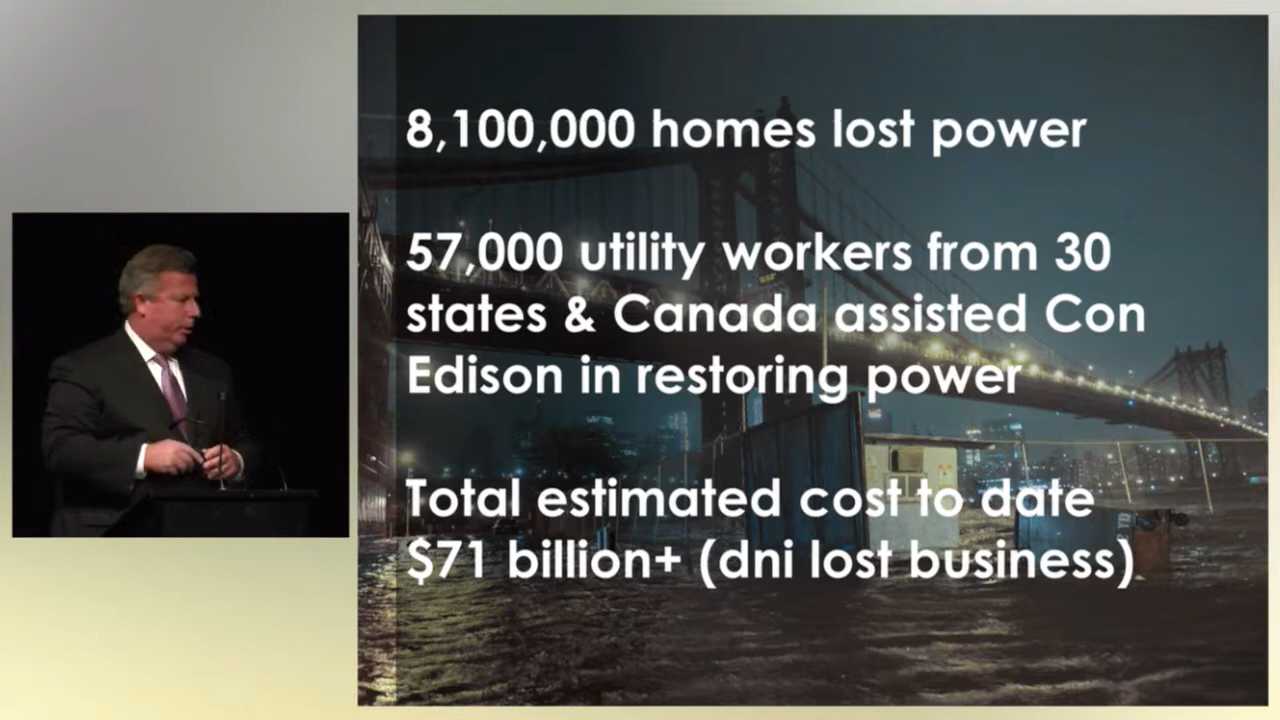 8,100,000 homes lost power
57,000 utility workers from 30
states & Canada assisted Con
Edison in restoring power
Total estimated cost to date
$71 billion+ (dni lost business)